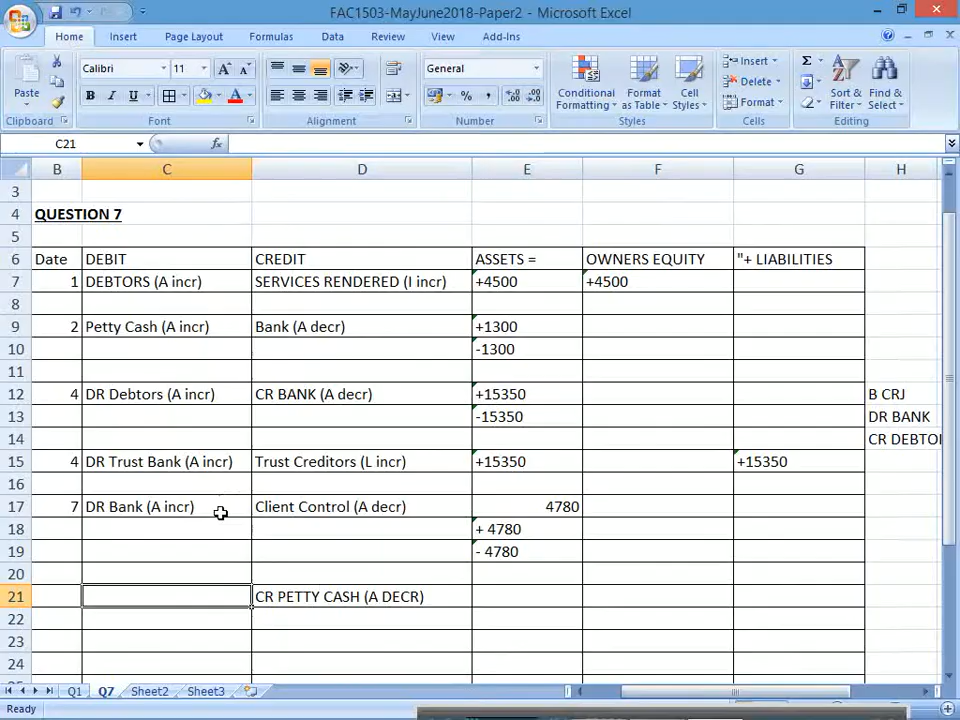 FAC1503-MayJune2018-Paper2 - Microsoft Excel
Home Insert Page Layout Formulas Data Review View Add-Ins
Paste Calibri 11 General Conditional Formatting Format as Table Cell Styles Insert Delete Format Sort & Filter Find & Select
Clipboard Font Alignment Number Styles Cells Editing
C21 fx
B C D E F G H
3
4 QUESTION 7
5
6 Date DEBIT CREDIT ASSETS = OWNERS EQUITY "+ LIABILITIES
7 1 DEBTORS (A incr) SERVICES RENDERED (I incr) +4500 +4500
8
9 2 Petty Cash (A incr) Bank (A decr) +1300
10 -1300
11
12 4 DR Debtors (A incr) CR BANK (A decr) +15350 B CRJ
13 -15350 DR BANK
14 CR DEBTO
15 4 DR Trust Bank (A incr) Trust Creditors (L incr) +15350 +15350
16
17 7 DR Bank (A incr) Client Control (A decr) 4780
18 + 4780
19 - 4780
20
21 CR PETTY CASH (A DECR)
22
23
24
Q1 Q7 Sheet2 Sheet3
Ready